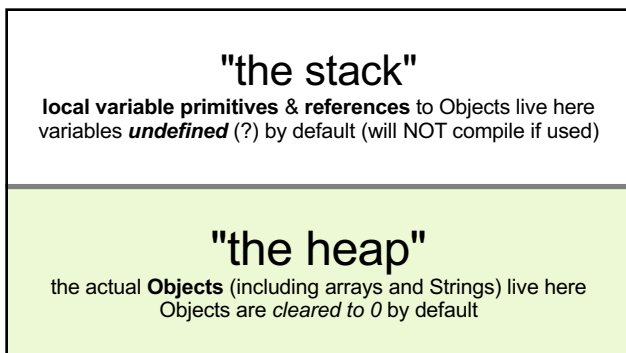 "the stack"
local variable primitives & references to Objects live here
variables undefined (?) by default (will NOT compile if used)
"the heap"
the actual Objects (including arrays and Strings) live here
Objects are cleared to 0 by default